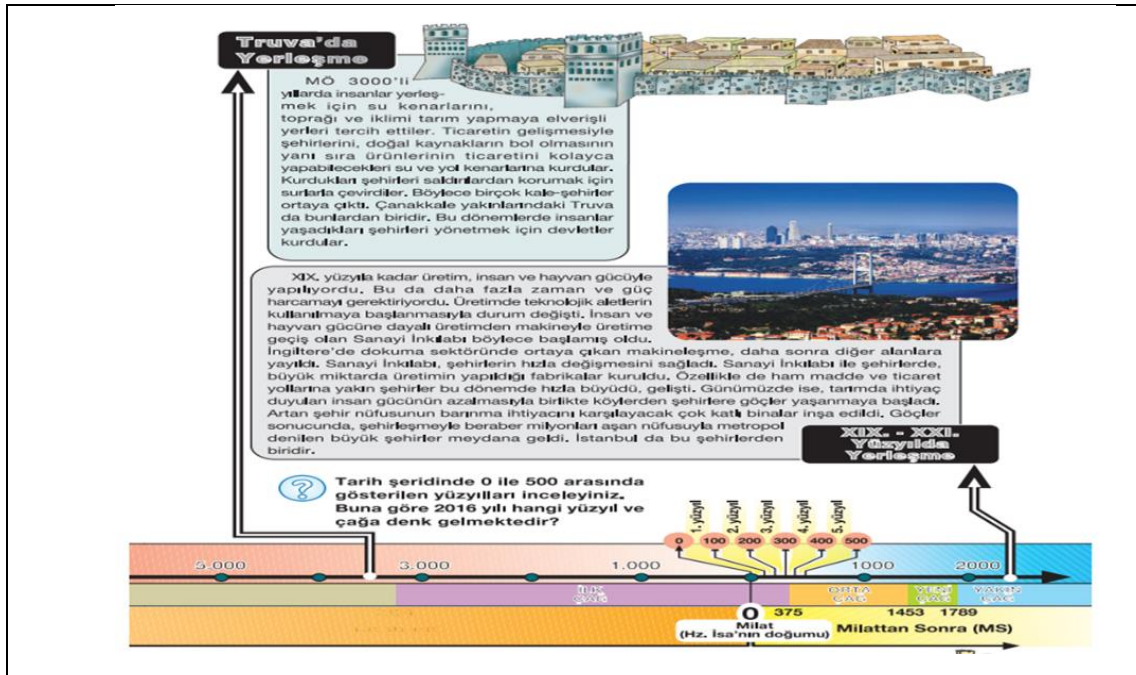 Truva'da
Yerleşme
MÖ 3000'li
yıllarda insanlar yerleş-
mek için su kenarlarını,
toprağı ve iklimi tarım yapmaya elverişli
yerleri tercih ettiler. Ticaretin gelişmesiyle
şehirlerini, doğal kaynakların bol olmasının
yanı sıra ürünlerinin ticaretini kolayca
yapabilecekleri su ve yol kenarlarına kurdular.
Kurdukları şehirleri saldırılardan korumak için
surlarla çevirdiler. Böylece birçok kale-şehirler
ortaya çıktı. Çanakkale yakınlarındaki Truva
da bunlardan biridir. Bu dönemlerde insanlar
yaşadıkları şehirleri yönetmek için devletler
kurdular.
XIX. yüzyıla kadar üretim, insan ve hayvan gücüyle
yapılıyordu. Bu da daha fazla zaman ve güç
harcamayı gerektiriyordu. Üretimde teknolojik aletlerin
kullanılmaya başlanmasıyla durum değişti. İnsan ve
hayvan gücüne dayalı üretimden makineyle üretime
geçiş olan Sanayi İnkılabı böylece başlamış oldu.
İngiltere'de dokuma sektöründe ortaya çıkan makineleşme, daha sonra diğer alanlara
yayıldı. Sanayi İnkılabı, şehirlerin hızla değişmesini sağladı. Sanayi İnkılabı ile şehirlerde,
büyük miktarda üretimin yapıldığı fabrikalar kuruldu. Özellikle de ham madde ve ticaret
yollarına yakın şehirler bu dönemde hızla büyüdü, gelişti. Günümüzde ise, tarımda ihtiyaç
duyulan insan gücünün azalmasıyla birlikte köylerden şehirlere göçler yaşanmaya başladı.
Artan şehir nüfusunun barınma ihtiyacını karşılayacak çok katlı binalar inşa edildi. Göçler
sonucunda, şehirleşmeyle beraber milyonları aşan nüfusuyla metropol
denilen büyük şehirler meydana geldi. İstanbul da bu şehirlerden
biridir.
XIX. - XXI.
Yüzyılda
Yerleşme
? Tarih şeridinde 0 ile 500 arasında
gösterilen yüzyılları inceleyiniz.
Buna göre 2016 yılı hangi yüzyıl ve
çağa denk gelmektedir?
1. yüzyıl 2. yüzyıl 3. yüzyıl 4. yüzyıl 5. yüzyıl
0 100 200 300 400 500
5.000 3.000 1.000 1000 2000
İLK ÇAĞ ORTA ÇAĞ YENİ ÇAĞ YAKIN ÇAĞ
0 375 1453 1789
Milat
(Hz. İsa'nın doğumu)
Milattan Sonra (MS)